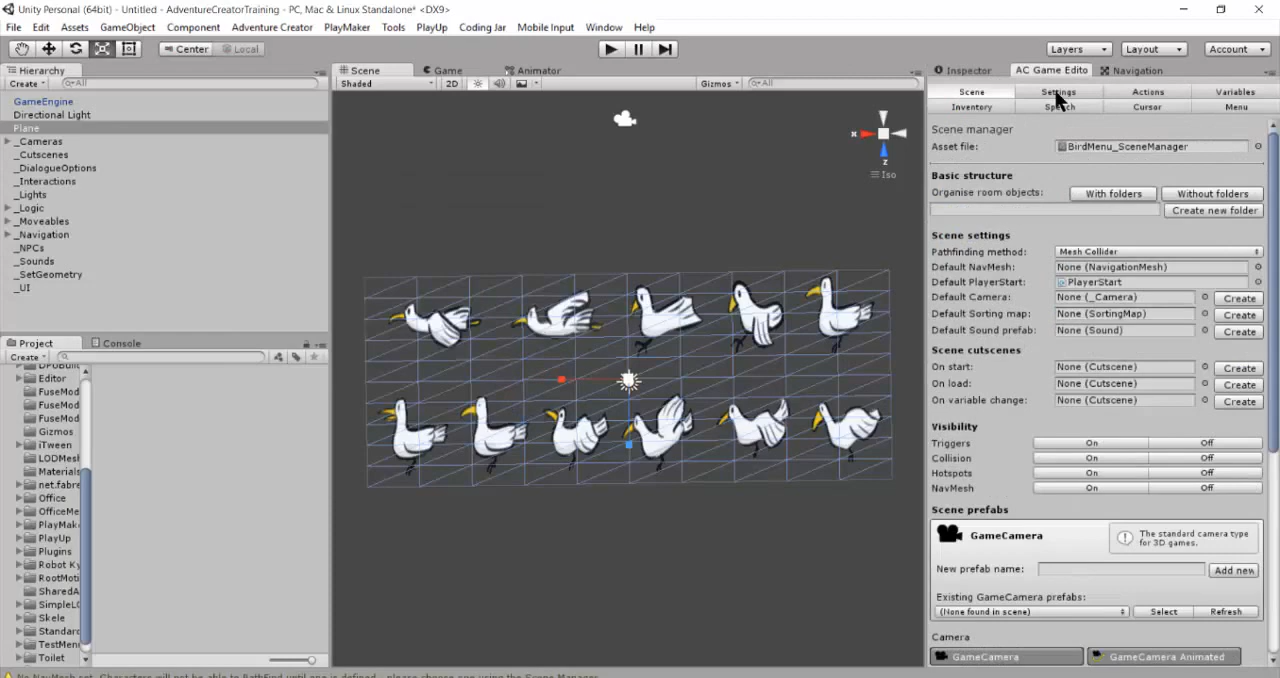 Unity Personal (64bit) - Untitled - AdventureCreatorTraining - PC, Mac & Linux Standalone* <DX9>
File Edit Assets GameObject Component Adventure Creator PlayMaker Tools PlayUp Coding Jar Mobile Input Window Help
Center Local Layers Layout Account
Hierarchy Scene Game Animator Inspector AC Game Edito Navigation
Create All Shaded 2D Gizmos All
Scene Settings Actions Variables
Inventory Speech Cursor Menu
GameEngine
Directional Light
Plane
_Cameras
_Cutscenes
_DialogueOptions
_Interactions
_Lights
_Logic
_Moveables
_Navigation
_NPCs
_Sounds
_SetGeometry
_UI
z
Iso
Scene manager
Asset file: BirdMenu_SceneManager
Basic structure
Organise room objects: With folders Without folders
Create new folder
Scene settings
Pathfinding method: Mesh Collider
Default NavMesh: None (NavigationMesh)
Default PlayerStart: PlayerStart
Default Camera: None (_Camera) Create
Default Sorting map: None (SortingMap) Create
Default Sound prefab: None (Sound) Create
Scene cutscenes
On start: None (Cutscene) Create
On load: None (Cutscene) Create
On variable change: None (Cutscene) Create
Visibility
Triggers On Off
Collision On Off
Hotspots On Off
NavMesh On Off
Scene prefabs
GameCamera The standard camera type
for 3D games.
New prefab name: Add new
Existing GameCamera prefabs:
(None found in scene) Select Refresh
Camera
GameCamera GameCamera Animated
Project Console
Create
Editor
FuseMod
FuseMod
FuseMod
Gizmos
iTween
LODMesh
Materials
net.fabre
Office
OfficeMe
PlayMak
PlayUp
Plugins
Robot Ky
RootMoti
SharedA
SimpleLO
Skele
Standard
TestMen
Toilet